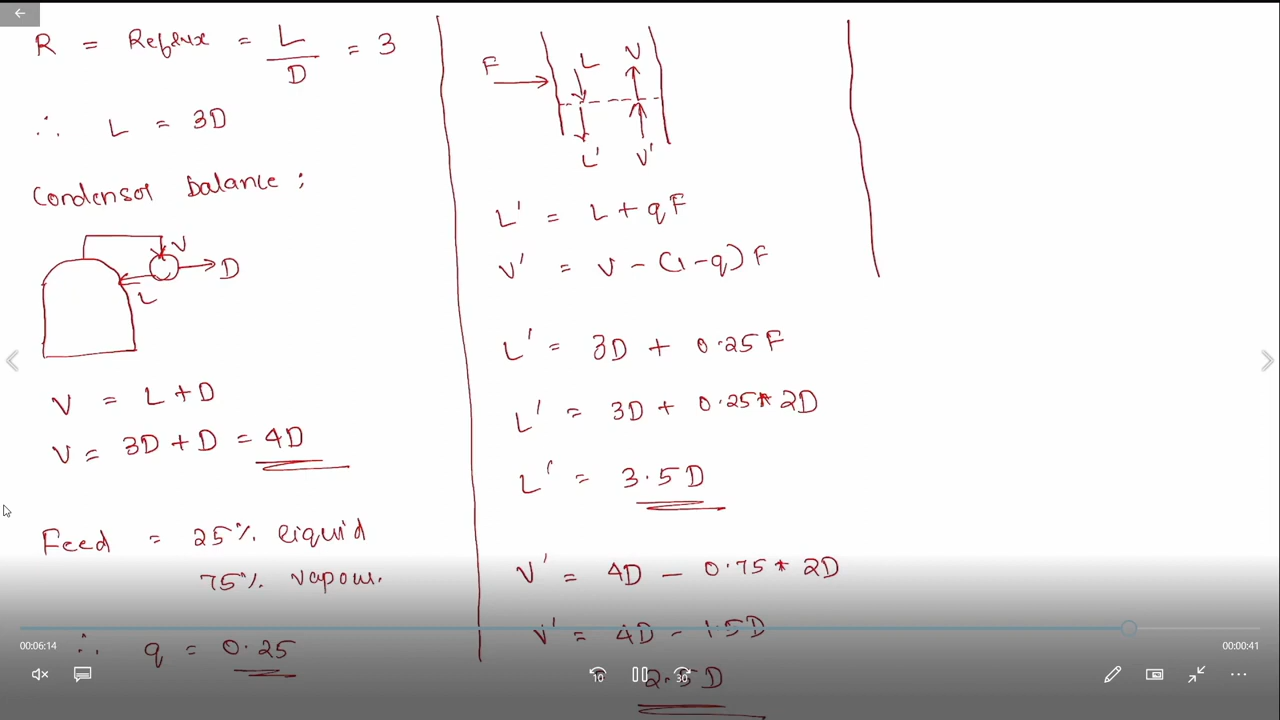 R = Reflux = L/D = 3
∴ L = 3D
Condensor balance :
V
D
L
V = L + D
V = 3D + D = 4D
Feed = 25% liquid
75% vapour.
∴ q = 0.25
F
L V
L' V'
L' = L + qF
V' = V - (1-q) F
L' = 3D + 0.25 F
L' = 3D + 0.25 * 2D
L' = 3.5 D
V' = 4D - 0.75 * 2D
V' = 4D - 1.5D
2.5D
00:06:14
00:00:41
10
30